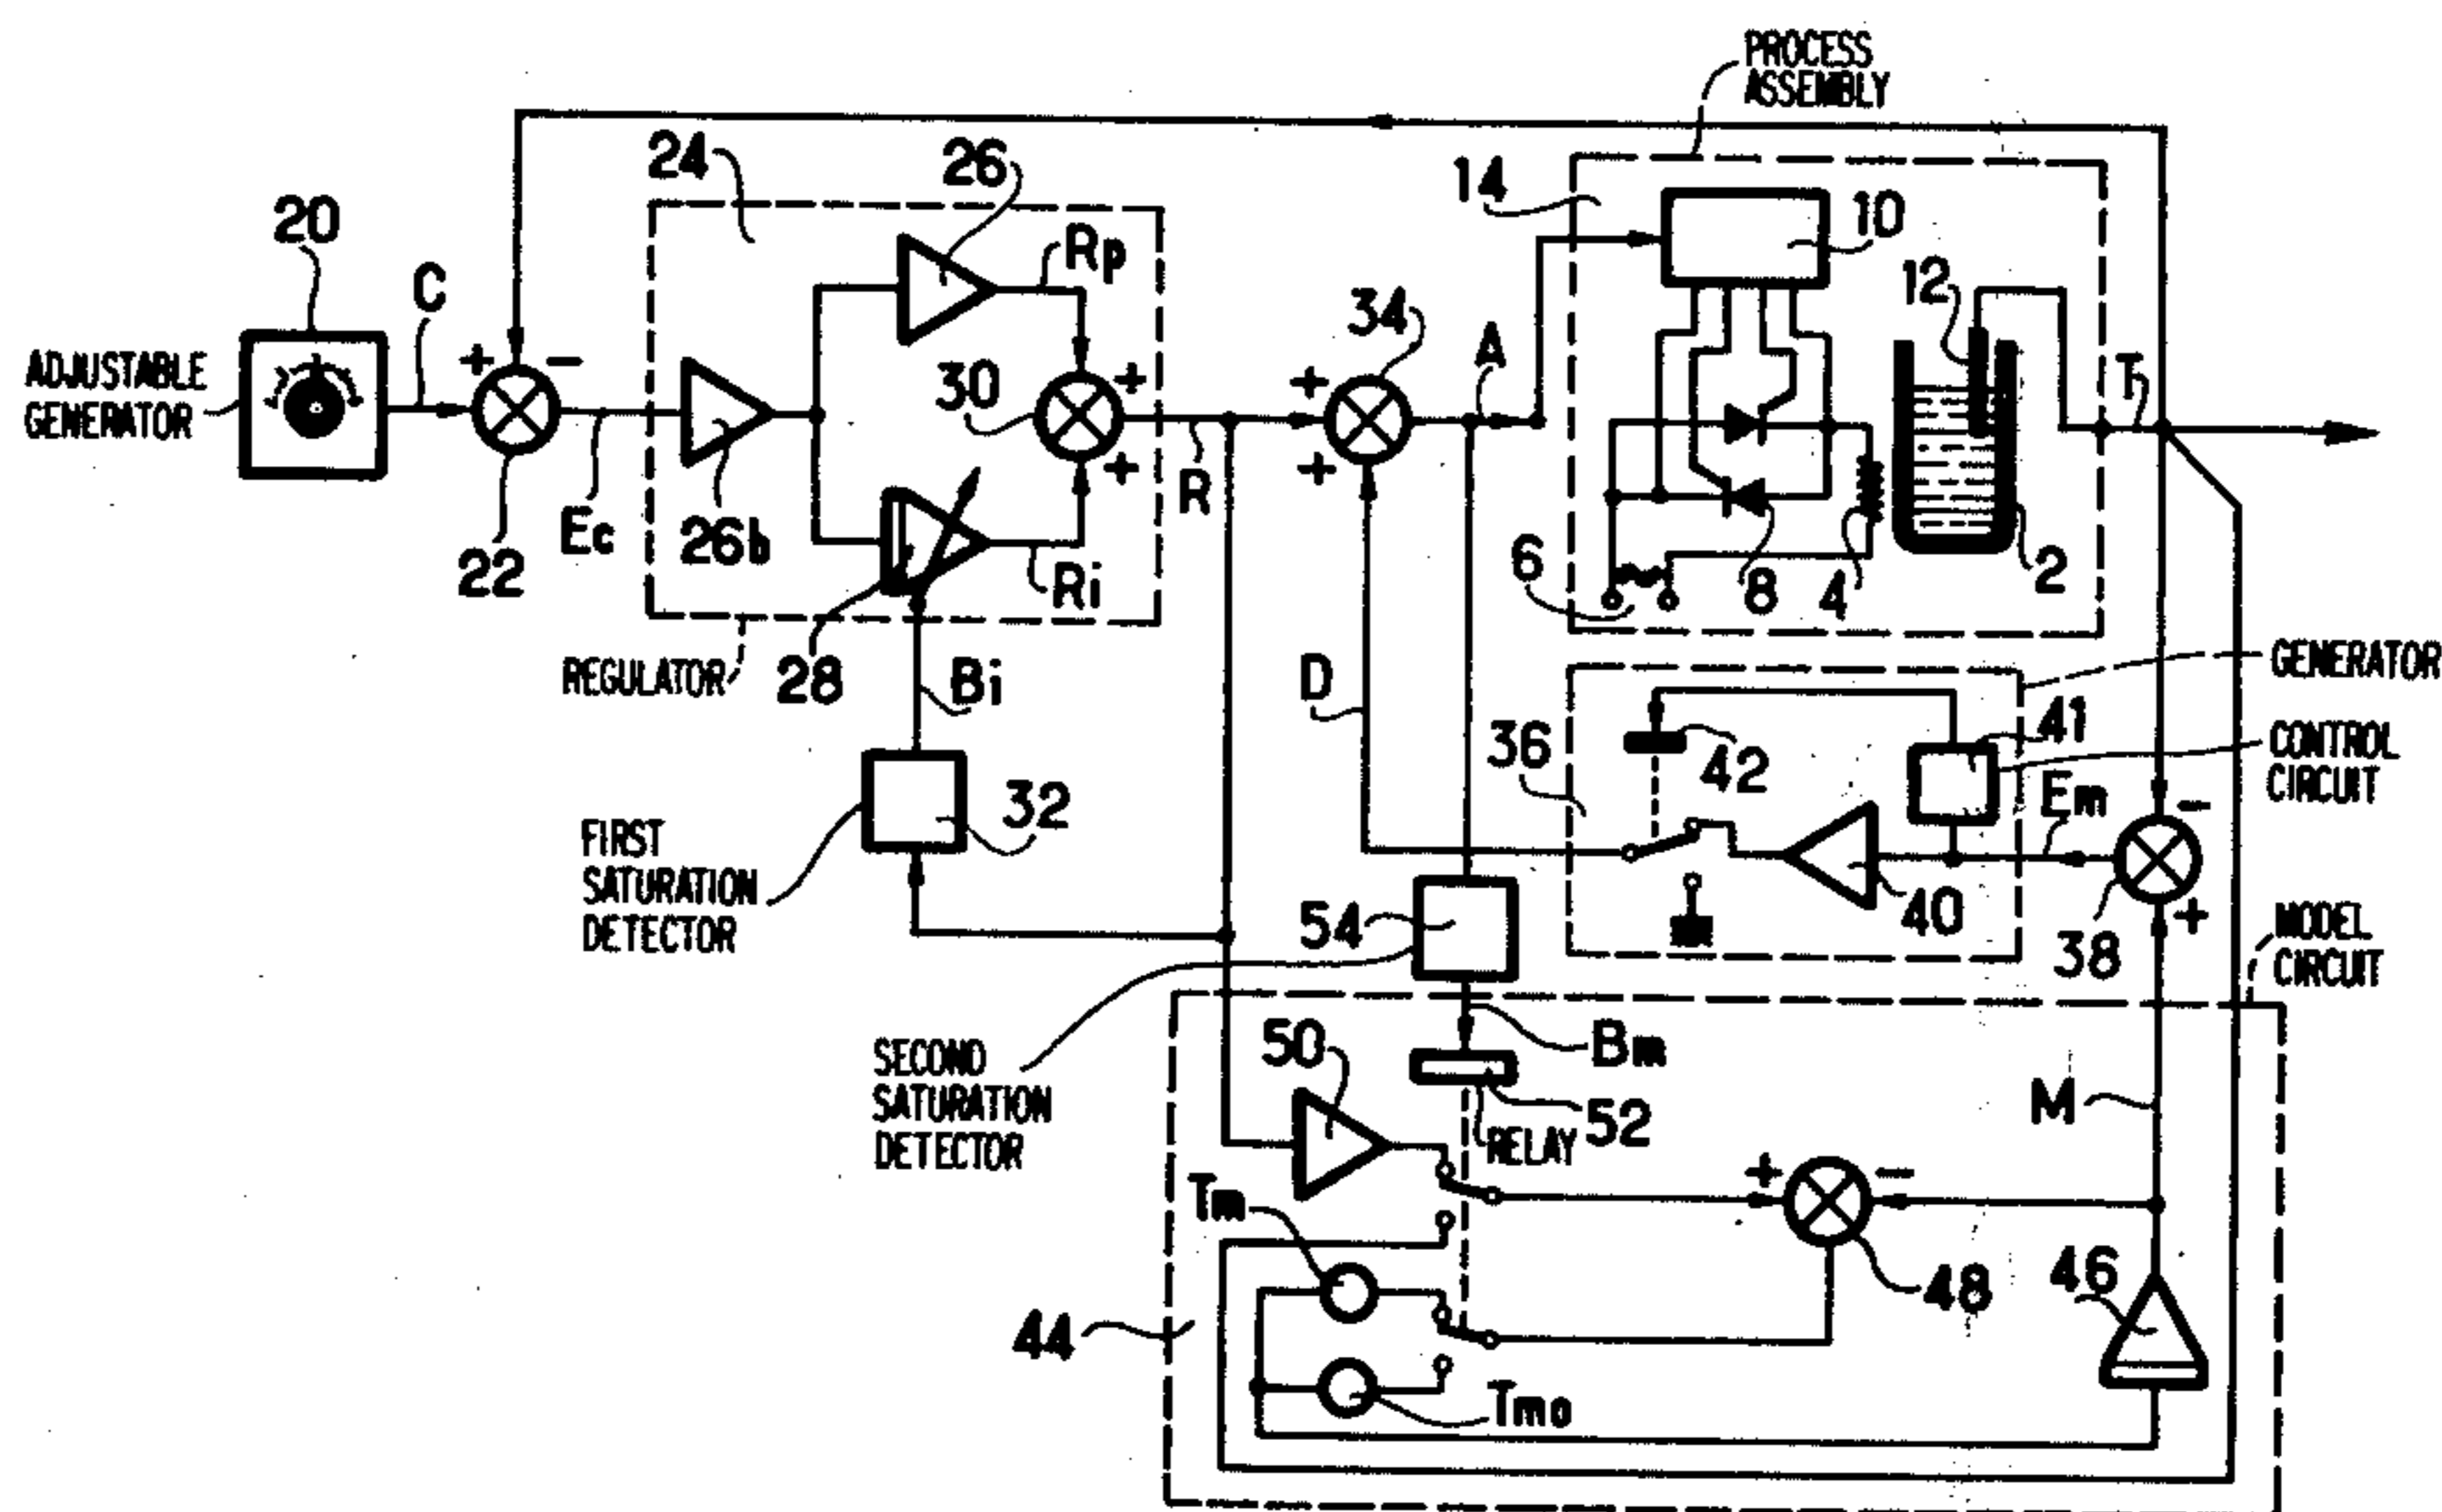 PROCESS
ASSEMBLY
24
26
14
10
20
C
Rp
34
A
12
T
ADJUSTABLE
GENERATOR
+
−
30
+
+
+
+
R
Ec
22
26b
Ri
6
8
4
2
REGULATOR
28
Bi
D
GENERATOR
36
42
41
CONTROL
CIRCUIT
Em
−
32
FIRST
SATURATION
DETECTOR
54
40
38
+
MODEL
CIRCUIT
SECOND
SATURATION
DETECTOR
50
Bm
RELAY
52
M
Tm
+
−
48
46
44
Tmo